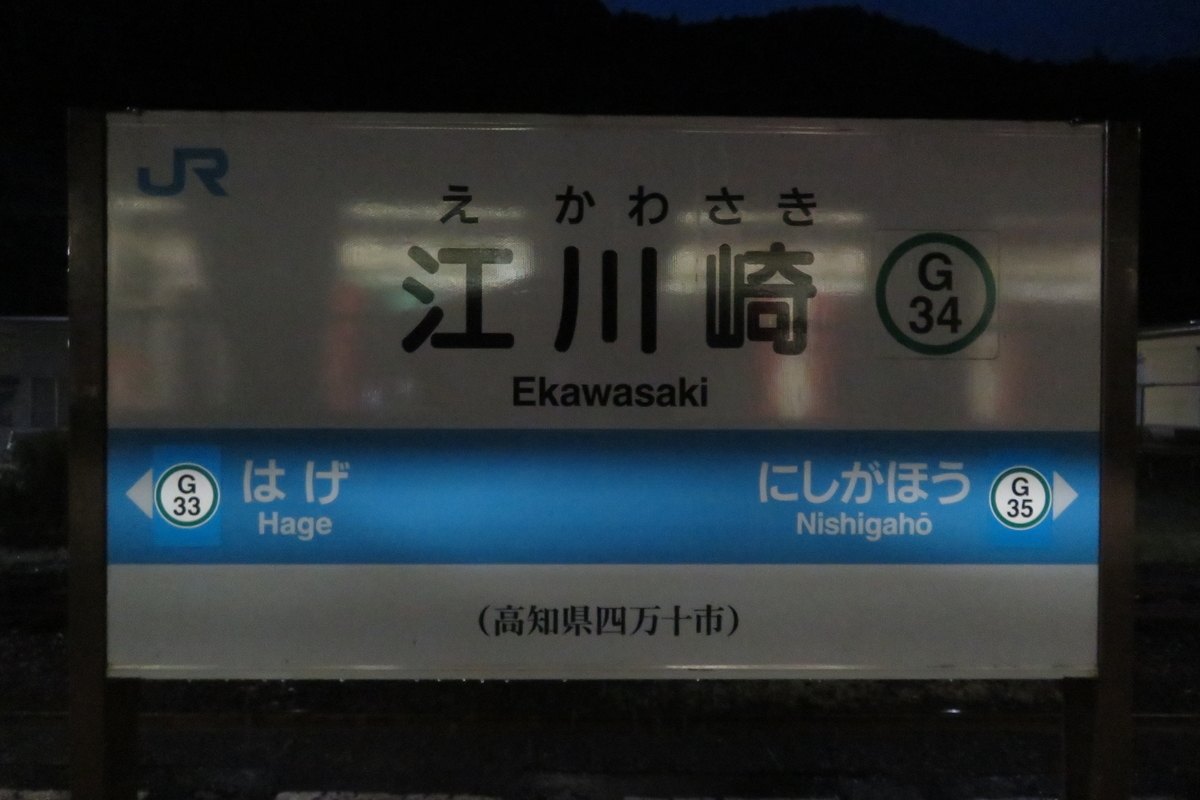 JR
えかわさき
江川崎
G
34
Ekawasaki
G
33
はげ
Hage
にしがほう
Nishigahō
G
35
(高知県四万十市)